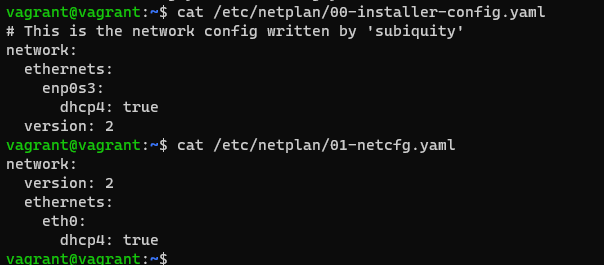 vagrant@vagrant:~$ cat /etc/netplan/00-installer-config.yaml
# This is the network config written by 'subiquity'
network:
  ethernets:
    enp0s3:
      dhcp4: true
  version: 2
vagrant@vagrant:~$ cat /etc/netplan/01-netcfg.yaml
network:
  version: 2
  ethernets:
    eth0:
      dhcp4: true
vagrant@vagrant:~$